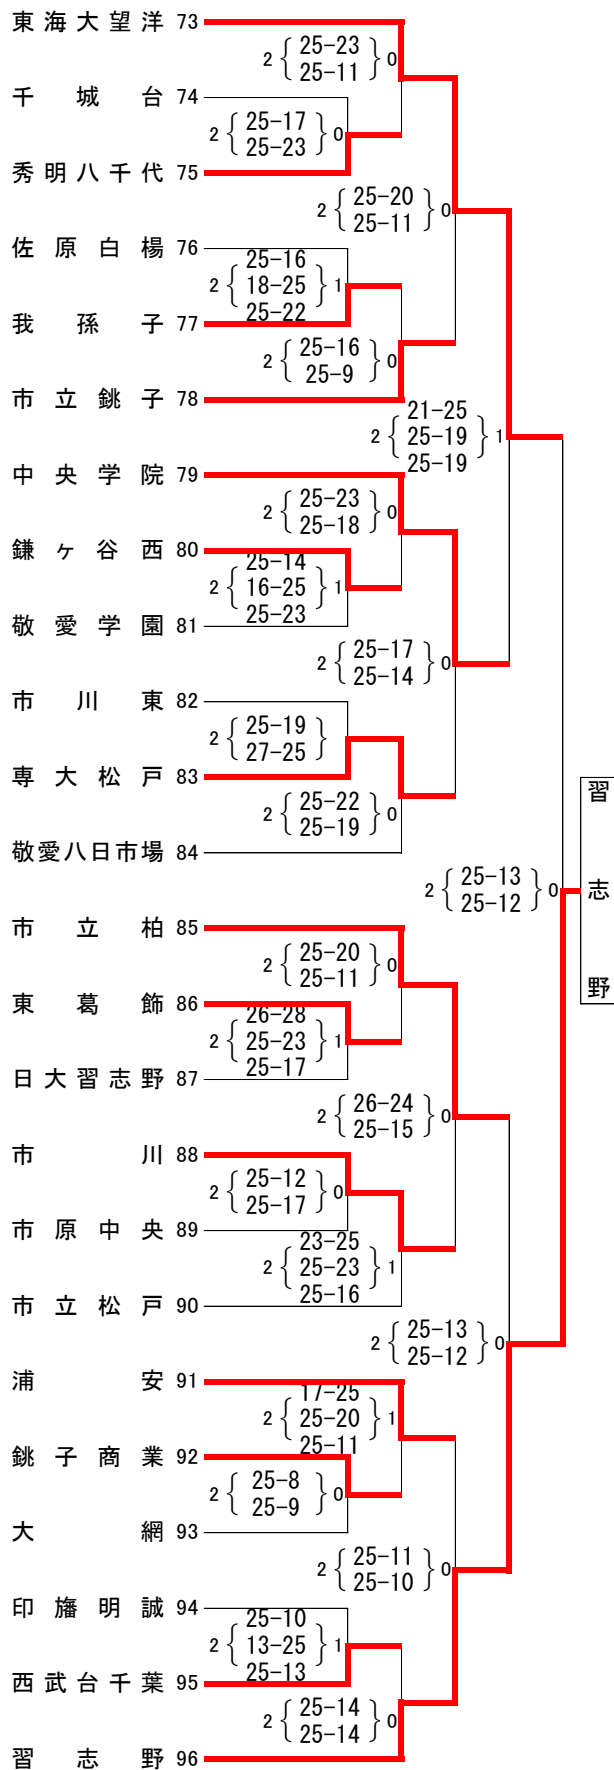 東海大望洋 73
2 25-23 0
25-11
千城台 74
2 25-17 0
25-23
秀明八千代 75
2 25-20 0
25-11
佐原白楊 76
25-16
2 18-25 1
25-22
我孫子 77
2 25-16 0
25-9
市立銚子 78
21-25
2 25-19 1
25-19
中央学院 79
2 25-23 0
25-18
鎌ヶ谷西 80
25-14
2 16-25 1
25-23
敬愛学園 81
2 25-17 0
25-14
市川東 82
2 25-19
27-25
専大松戸 83
2 25-22 0
25-19
敬愛八日市場 84
2 25-13 0
25-12
習志野
市立柏 85
2 25-20 0
25-11
東葛飾 86
26-28
2 25-23 1
25-17
日大習志野 87
2 26-24 0
25-15
市川 88
2 25-12 0
25-17
市原中央 89
23-25
2 25-23 1
25-16
市立松戸 90
2 25-13 0
25-12
浦安 91
17-25
2 25-20 1
25-11
銚子商業 92
2 25-8 0
25-9
大網 93
2 25-11 0
25-10
印旛明誠 94
25-10
2 13-25 1
25-13
西武台千葉 95
2 25-14 0
25-14
習志野 96